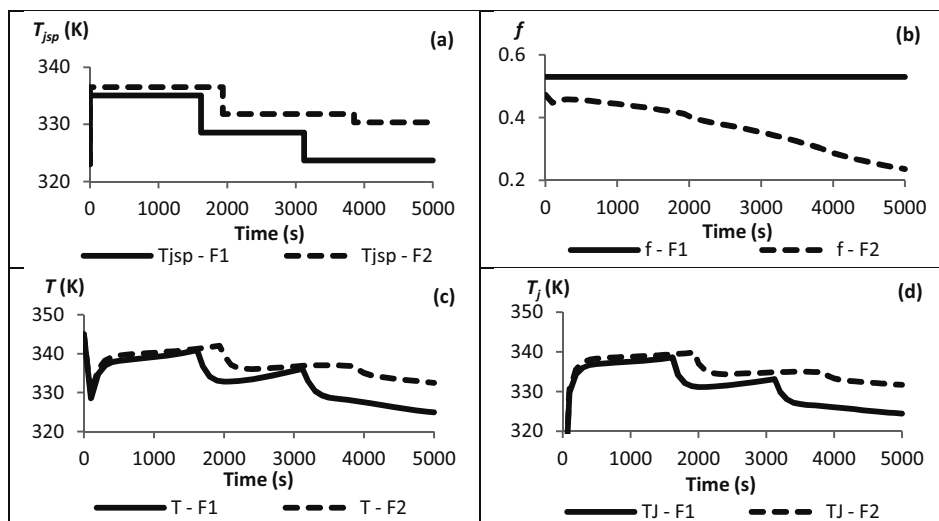 T_jsp (K)
(a)
340
330
320
0 1000 2000 3000 4000 5000
Time (s)
Tjsp - F1 Tjsp - F2
f
(b)
0.6
0.4
0.2
0 1000 2000 3000 4000 5000
Time (s)
f - F1 f - F2
T (K)
(c)
350
340
330
320
0 1000 2000 3000 4000 5000
Time (s)
T - F1 T - F2
T_j (K)
(d)
350
340
330
320
0 1000 2000 3000 4000 5000
Time (s)
TJ - F1 TJ - F2